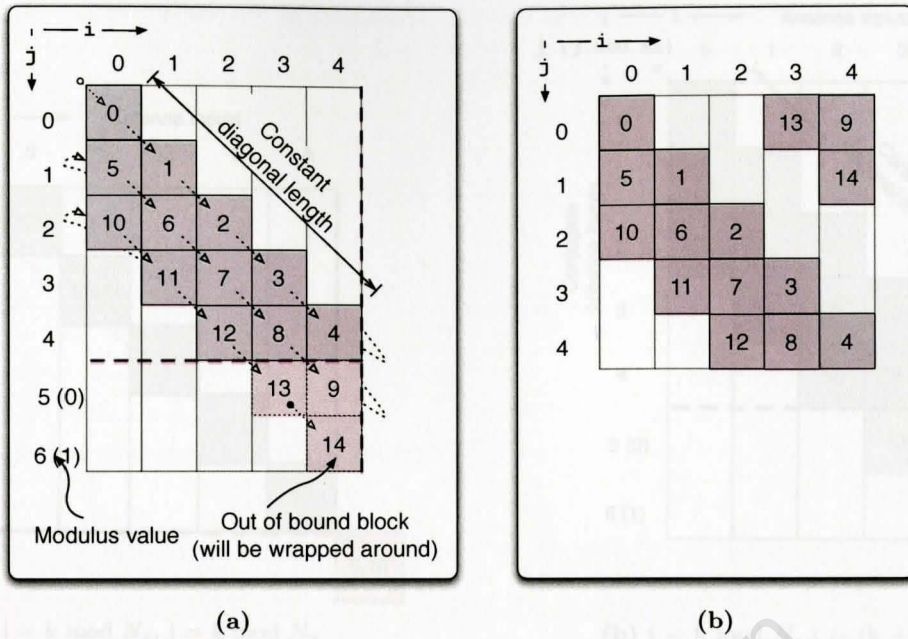 i
j
0 1 2 3 4
0 0
Constant
diagonal length
1 5 1
2 10 6 2
3 11 7 3
4 12 8 4
5 (0) 13 9
6 (1) 14
Modulus value
Out of bound block
(will be wrapped around)
(a)
i
j
0 1 2 3 4
0 0 13 9
1 5 1 14
2 10 6 2
3 11 7 3
4 12 8 4
(b)